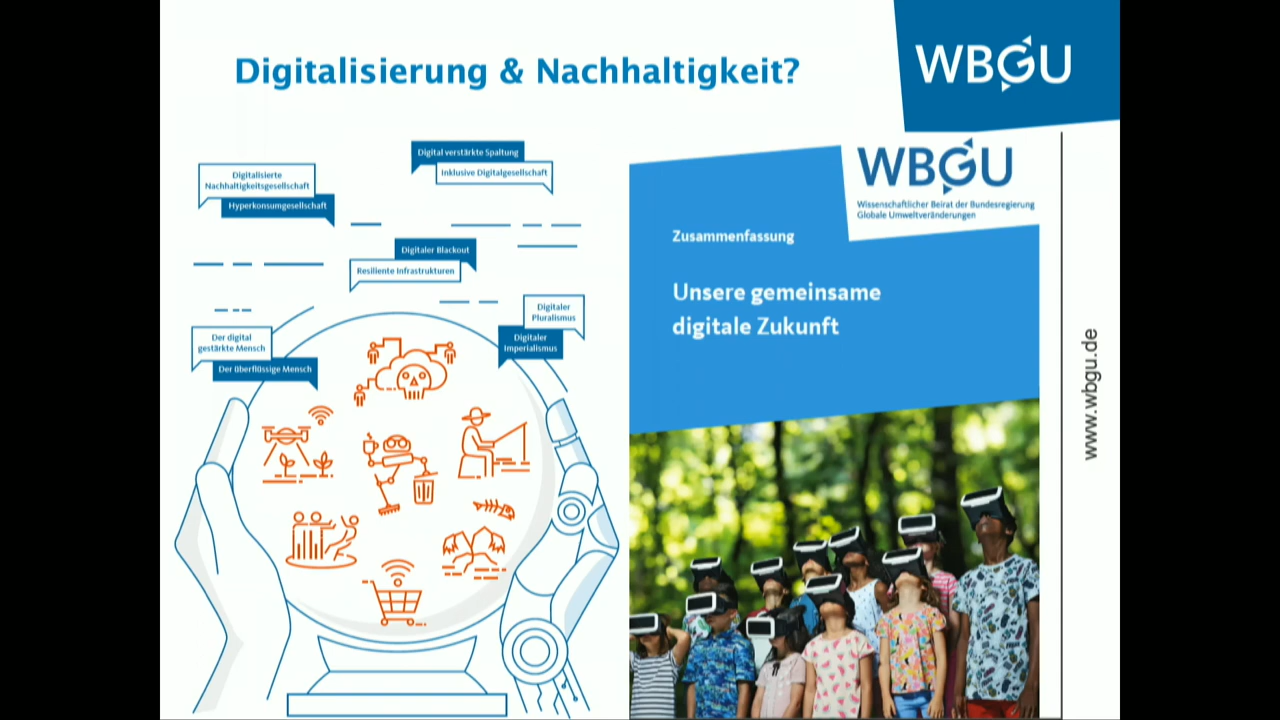 Digitalisierung & Nachhaltigkeit?
WBGU
Digital verstärkte Spaltung
Inklusive Digitalgesellschaft
Digitalisierte
Nachhaltigkeitsgesellschaft
Hyperkonsumgesellschaft
Digitaler Blackout
Resiliente Infrastrukturen
Digitaler
Pluralismus
Digitaler
Imperialismus
Der digital
gestärkte Mensch
Der überflüssige Mensch
WBGU
Wissenschaftlicher Beirat der Bundesregierung
Globale Umweltveränderungen
Zusammenfassung
Unsere gemeinsame
digitale Zukunft
www.wbgu.de